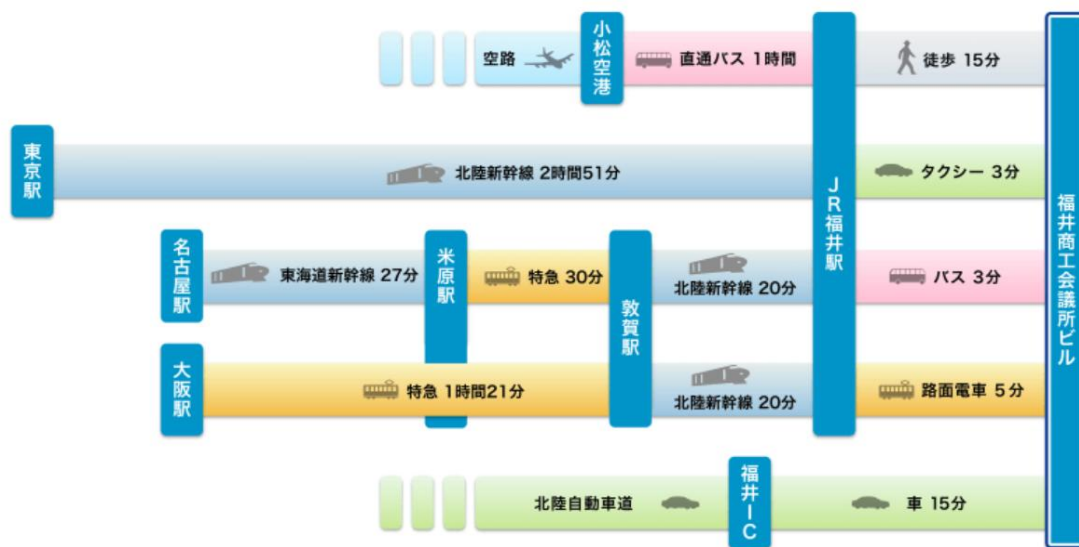 空路
小松空港
直通バス 1時間
徒歩 15分
東京駅
北陸新幹線 2時間51分
JR福井駅
タクシー 3分
福井商工会議所ビル
名古屋駅
東海道新幹線 27分
米原駅
特急 30分
敦賀駅
北陸新幹線 20分
バス 3分
大阪駅
特急 1時間21分
北陸新幹線 20分
路面電車 5分
北陸自動車道
福井IC
車 15分